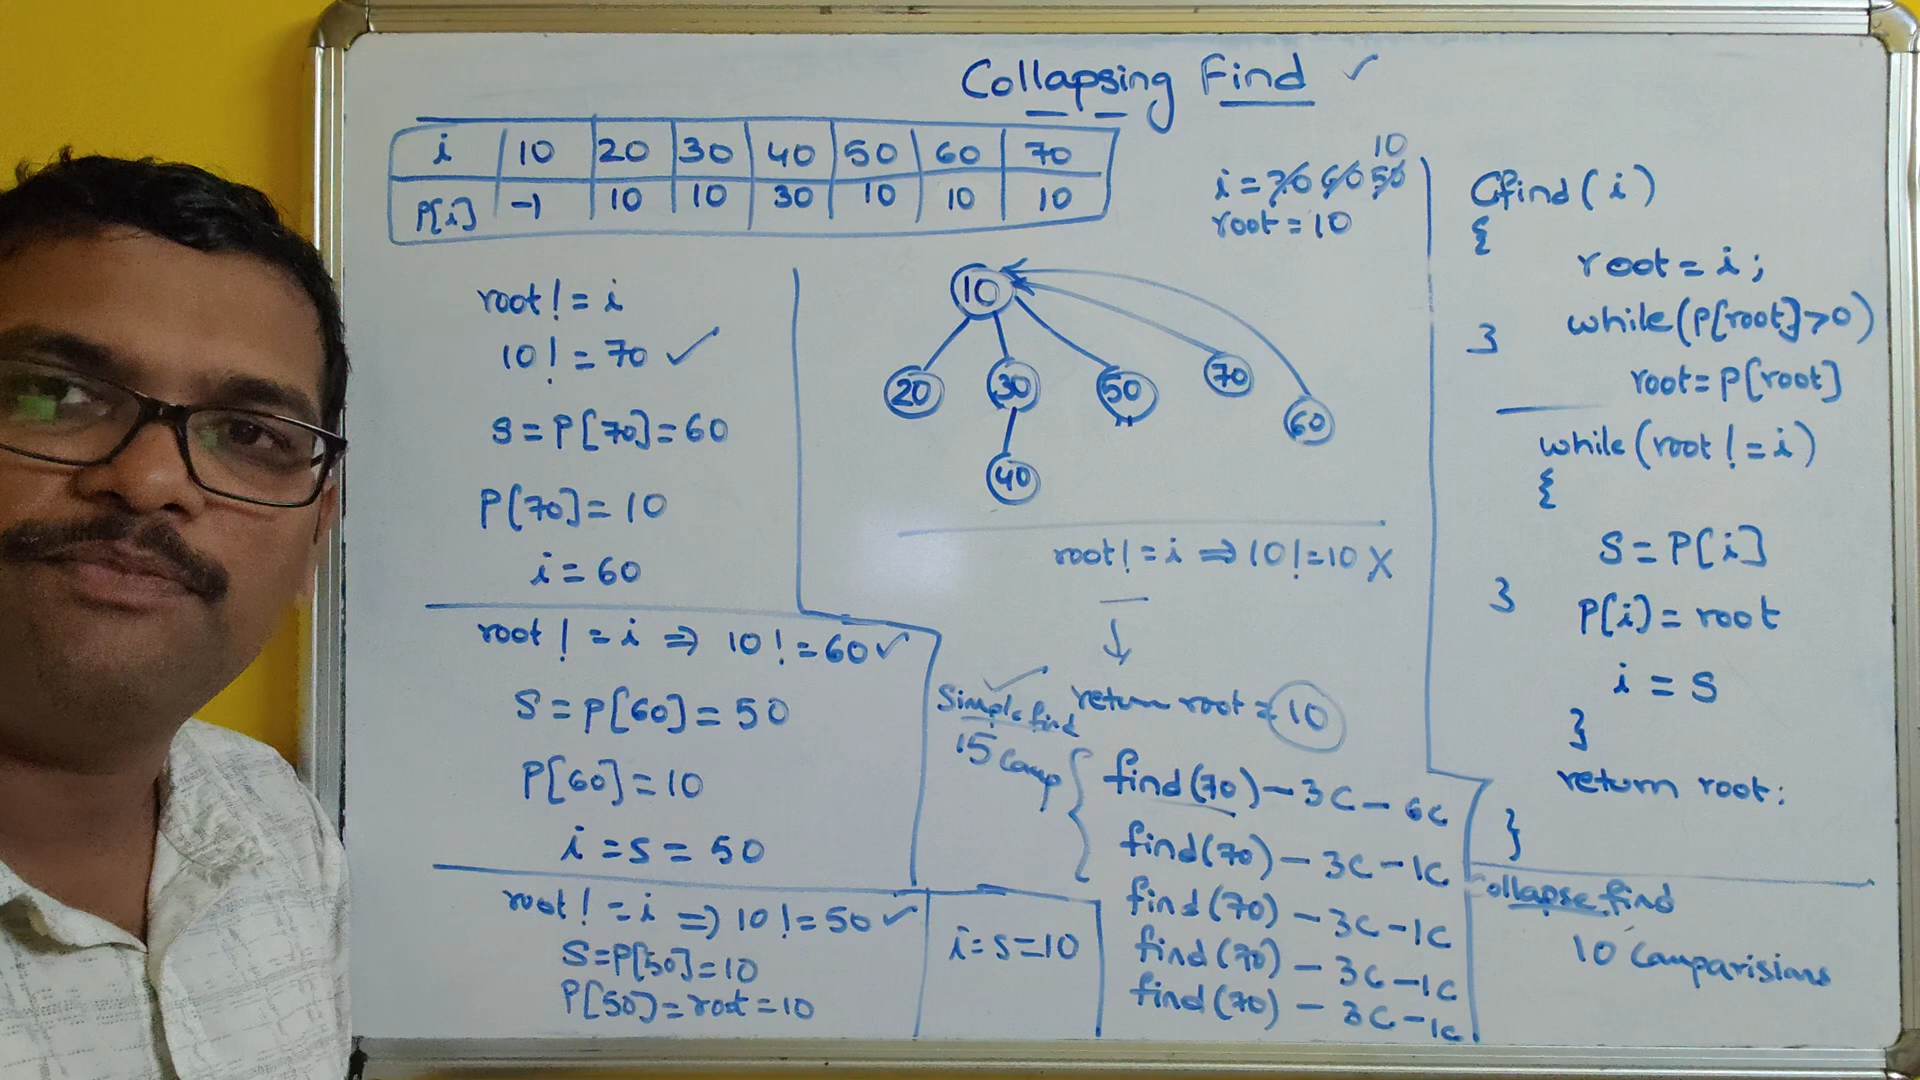 Collapsing Find ✓
i | 10 | 20 | 30 | 40 | 50 | 60 | 70
P[i] | -1 | 10 | 10 | 30 | 10 | 10 | 10
10
i = 70 60 50
root = 10
root != i
10 != 70 ✓
S = P[70] = 60
P[70] = 10
i = 60
root != i ⇒ 10 != 60 ✓
S = P[60] = 50
P[60] = 10
i = s = 50
root != i ⇒ 10 != 50 ✓
S = P[50] = 10
P[50] = root = 10
i = s = 10
10
20
30
50
70
60
40
root != i ⇒ 10 != 10 X
↓
return root = 10
Simple find
15 Comp
find(70) - 3C - 6C
find(70) - 3C - 1C
find(70) - 3C - 1C
find(70) - 3C - 1C
find(70) - 3C - 1C
Cfind(i)
{
root = i;
while(P[root]>0)
}
root = P[root]
while(root != i)
{
S = P[i]
}
P[i] = root
i = S
}
return root;
}
Collapse find
10 Comparisions